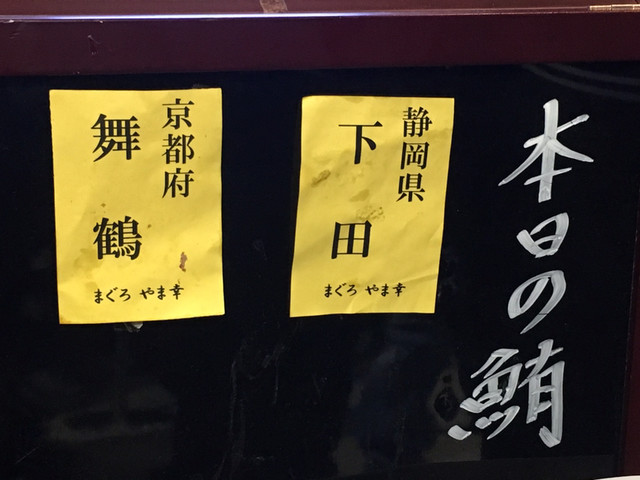 本日の鮪
静岡県
下田
まぐろ やま幸
京都府
舞鶴
まぐろ やま幸